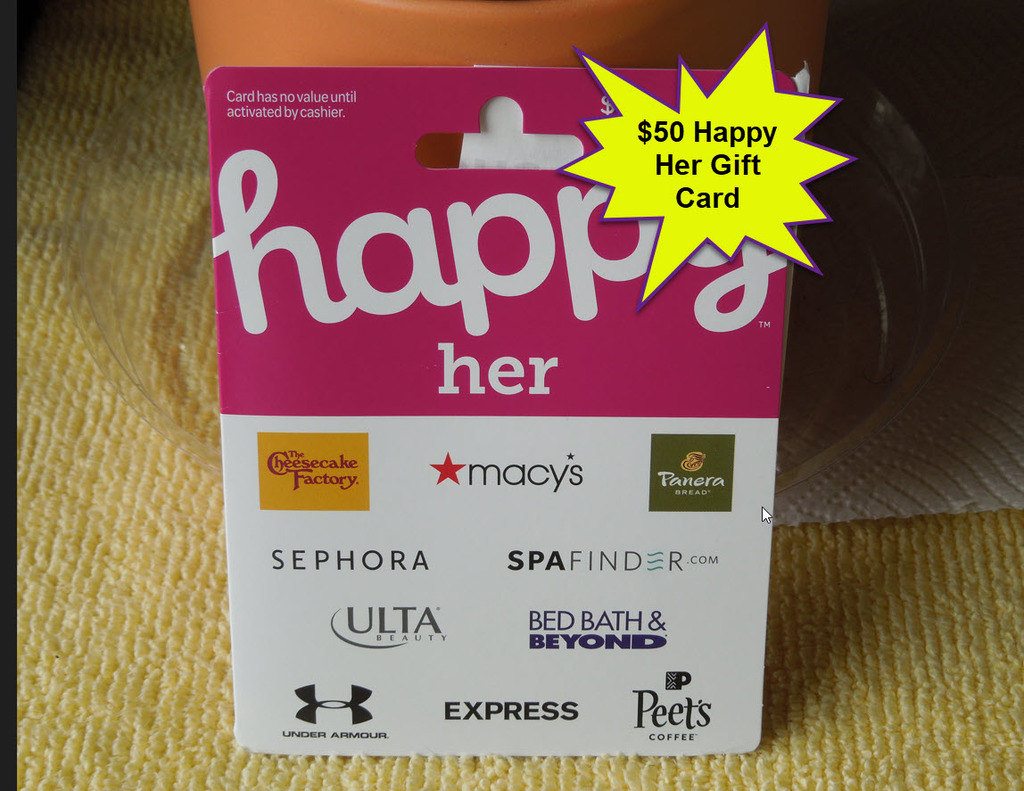 Card has no value until
activated by cashier.
$
$50 Happy
Her Gift
Card
happy
TM
her
The
Cheesecake
Factory.
macy's
Panera
BREAD®
SEPHORA
SPAFINDER.COM
ULTA®
BEAUTY
BED BATH &
BEYOND®
P
Peet's
COFFEE®
UNDER ARMOUR.
EXPRESS